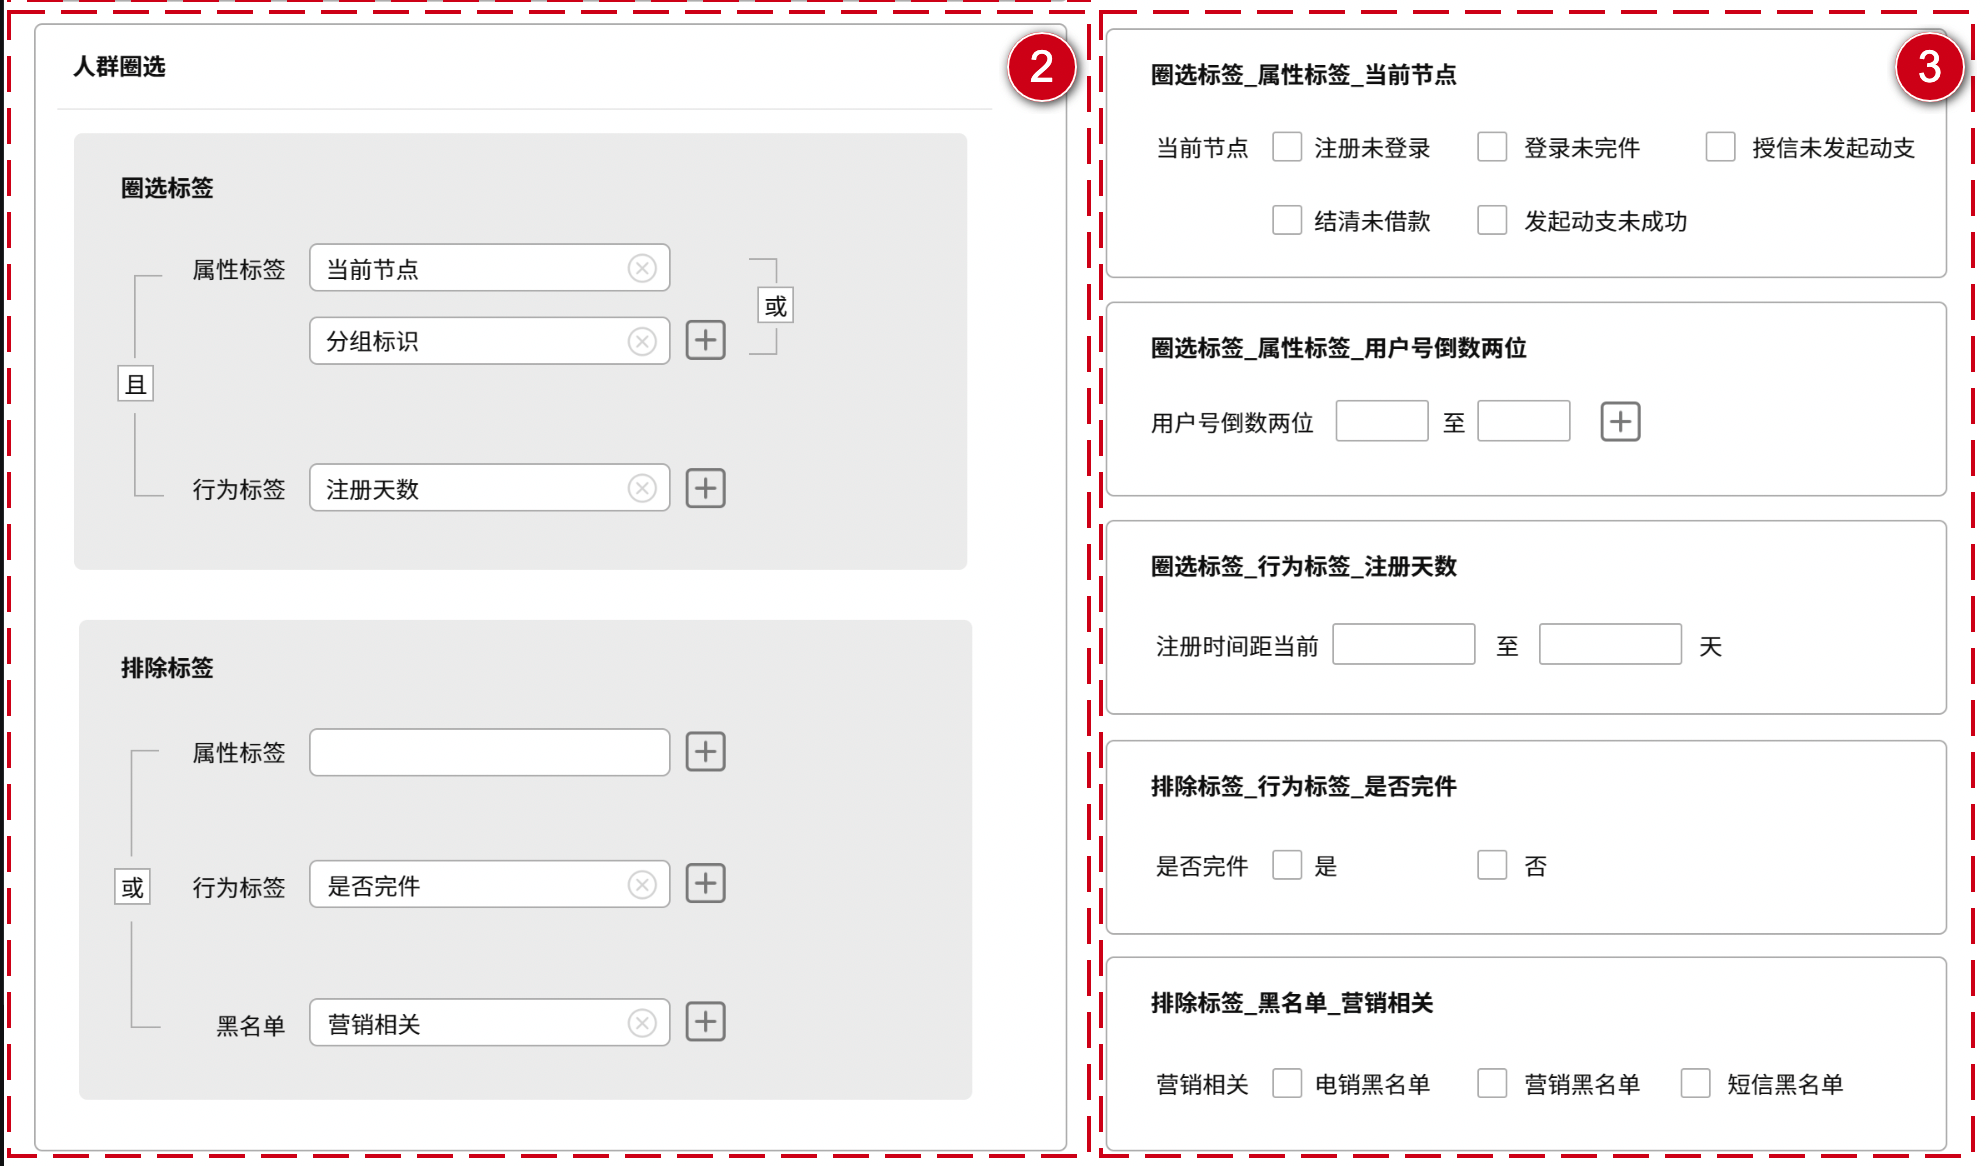 人群圈选
2
圈选标签
属性标签 当前节点
或
分组标识
且
行为标签 注册天数
排除标签
属性标签
或 行为标签 是否完件
黑名单 营销相关
3
圈选标签_属性标签_当前节点
当前节点 注册未登录 登录未完件 授信未发起动支
结清未借款 发起动支未成功
圈选标签_属性标签_用户号倒数两位
用户号倒数两位 至
圈选标签_行为标签_注册天数
注册时间距当前 至 天
排除标签_行为标签_是否完件
是否完件 是 否
排除标签_黑名单_营销相关
营销相关 电销黑名单 营销黑名单 短信黑名单